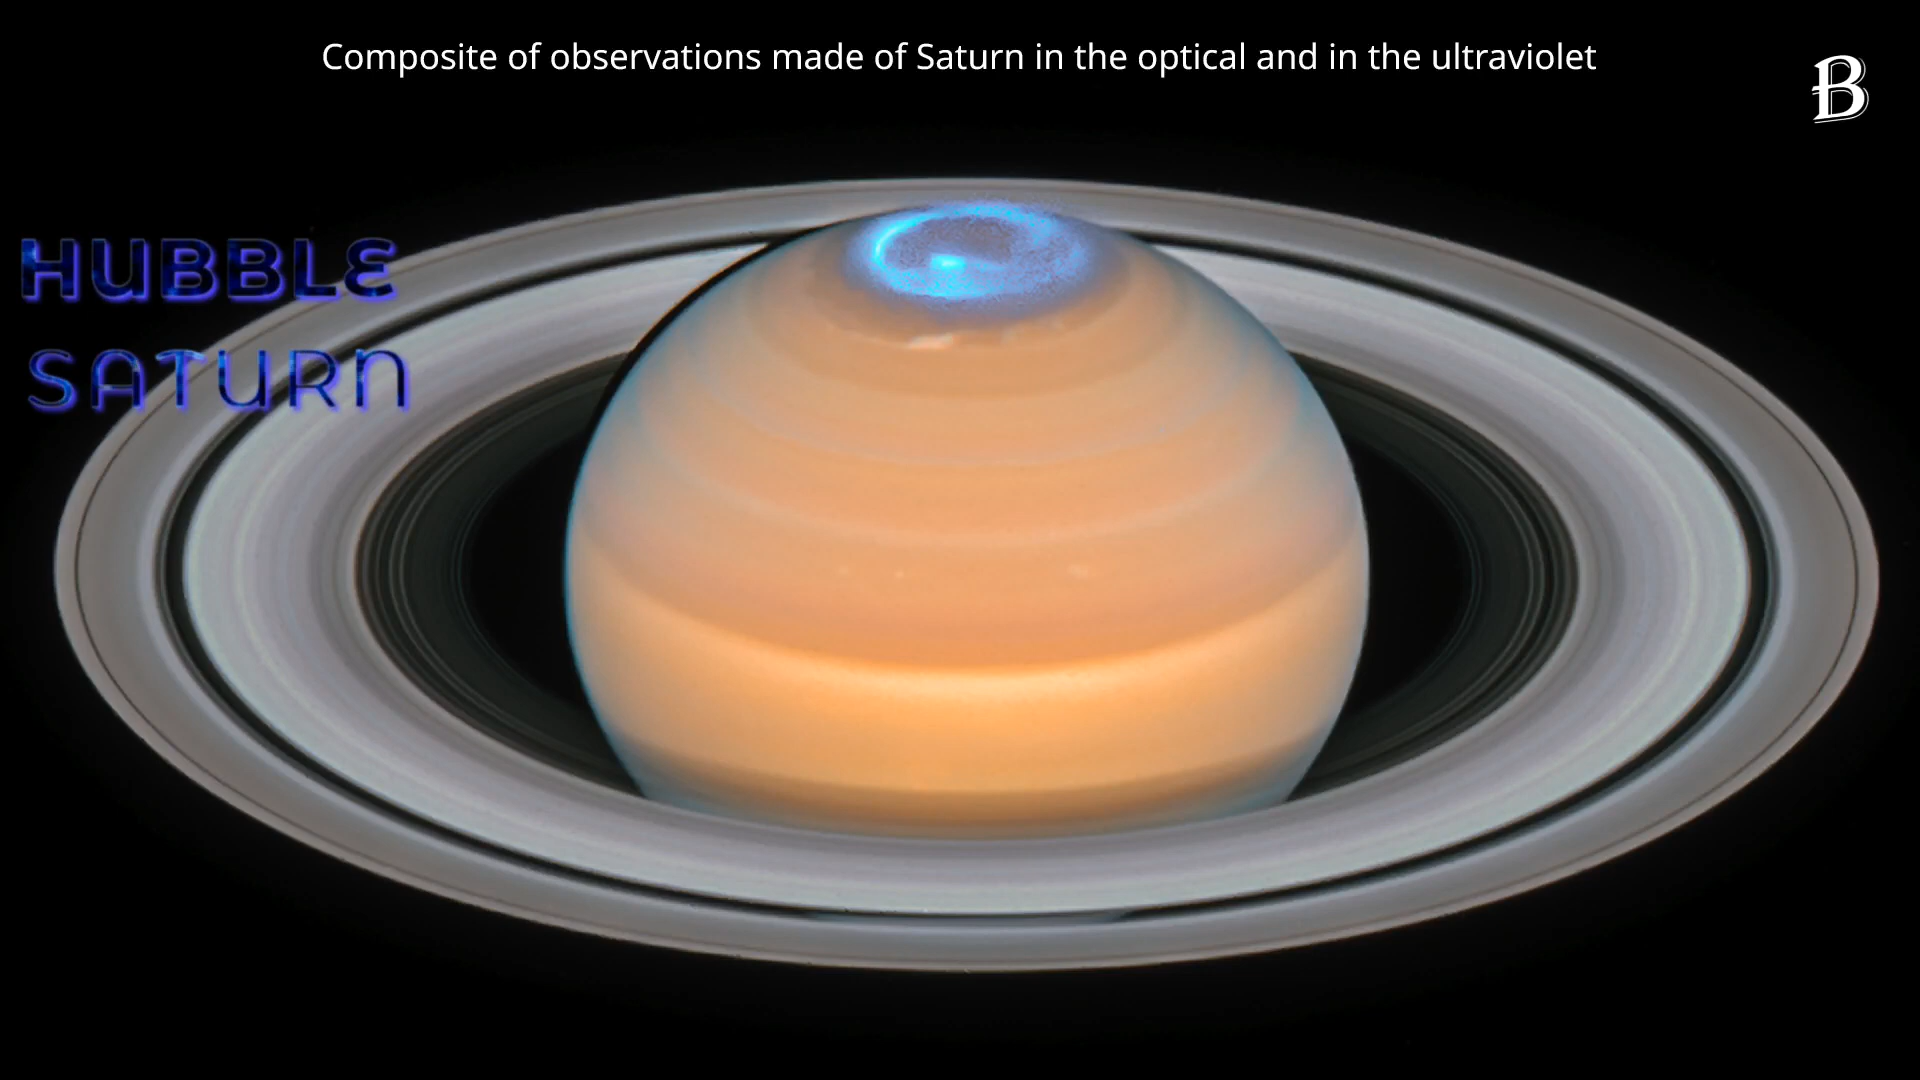 Composite of observations made of Saturn in the optical and in the ultraviolet
B
HUBBLE
SATURN